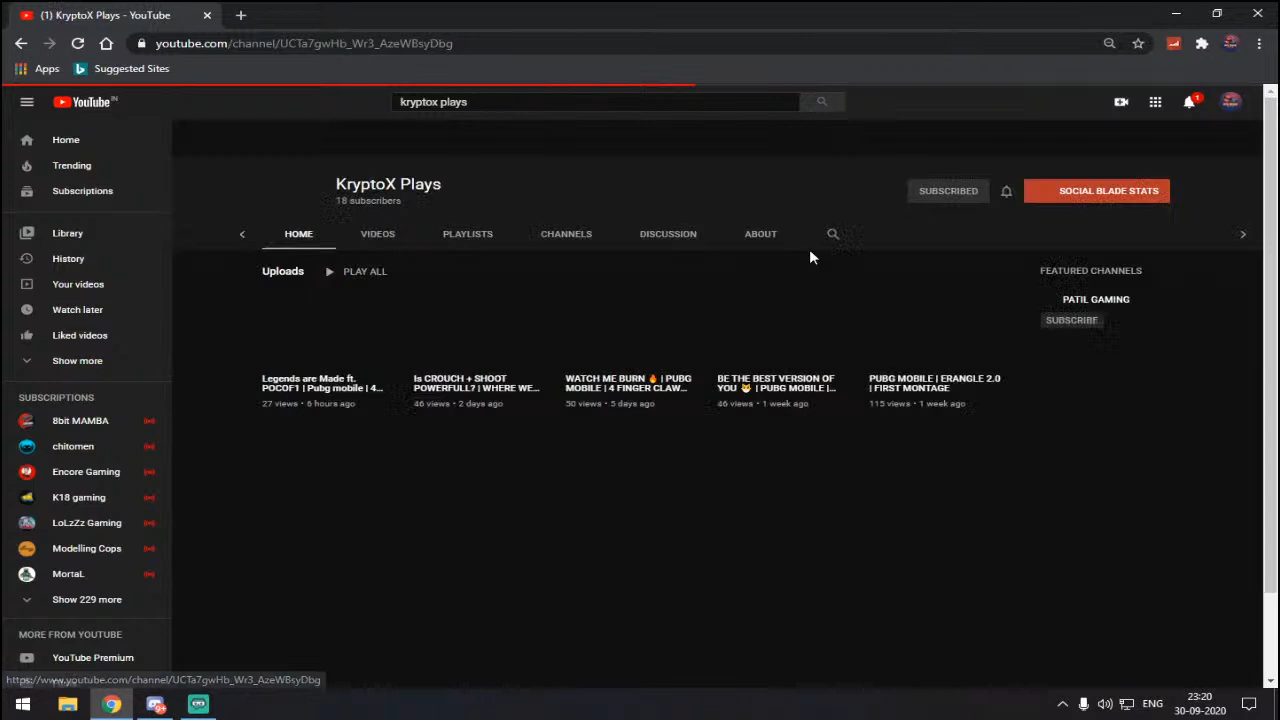 (1) KryptoX Plays - YouTube
youtube.com/channel/UCTa7gwHb_Wr3_AzeWBsyDbg
Apps
Suggested Sites
YouTube IN
kryptox plays
1
Home
Trending
Subscriptions
Library
History
Your videos
Watch later
Liked videos
Show more
SUBSCRIPTIONS
8bit MAMBA
chitomen
Encore Gaming
K18 gaming
LoLzZz Gaming
Modelling Cops
MortaL
Show 229 more
MORE FROM YOUTUBE
YouTube Premium
KryptoX Plays
18 subscribers
SUBSCRIBED
SOCIAL BLADE STATS
HOME
VIDEOS
PLAYLISTS
CHANNELS
DISCUSSION
ABOUT
Uploads
PLAY ALL
Legends are Made ft.
POCOF1 | Pubg mobile | 4...
27 views • 6 hours ago
Is CROUCH + SHOOT
POWERFULL? | WHERE WE...
46 views • 2 days ago
WATCH ME BURN 🔥 | PUBG
MOBILE | 4 FINGER CLAW...
50 views • 5 days ago
BE THE BEST VERSION OF
YOU 😼 | PUBG MOBILE |...
46 views • 1 week ago
PUBG MOBILE | ERANGLE 2.0
| FIRST MONTAGE
115 views • 1 week ago
FEATURED CHANNELS
PATIL GAMING
SUBSCRIBE
https://www.youtube.com/channel/UCTa7gwHb_Wr3_AzeWBsyDbg
9+
ENG
23:20
30-09-2020